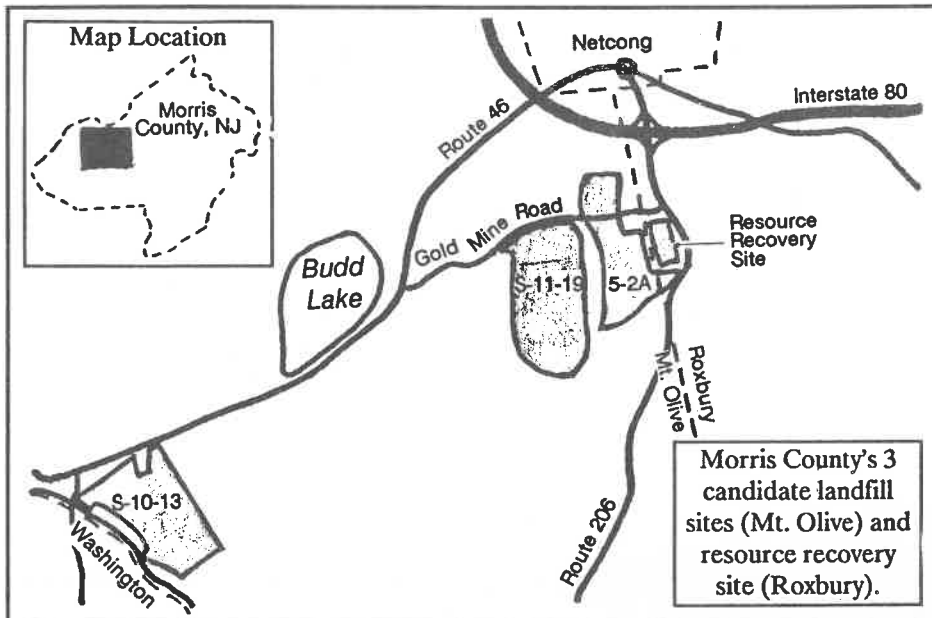 Map Location
Morris
County, NJ
Netcong
Interstate 80
Route 46
Gold Mine Road
Resource
Recovery
Site
Budd
Lake
S-11-19
5-2A
Roxbury
Mt. Olive
S-10-13
Washington
Route 206
Morris County's 3
candidate landfill
sites (Mt. Olive) and
resource recovery
site (Roxbury).